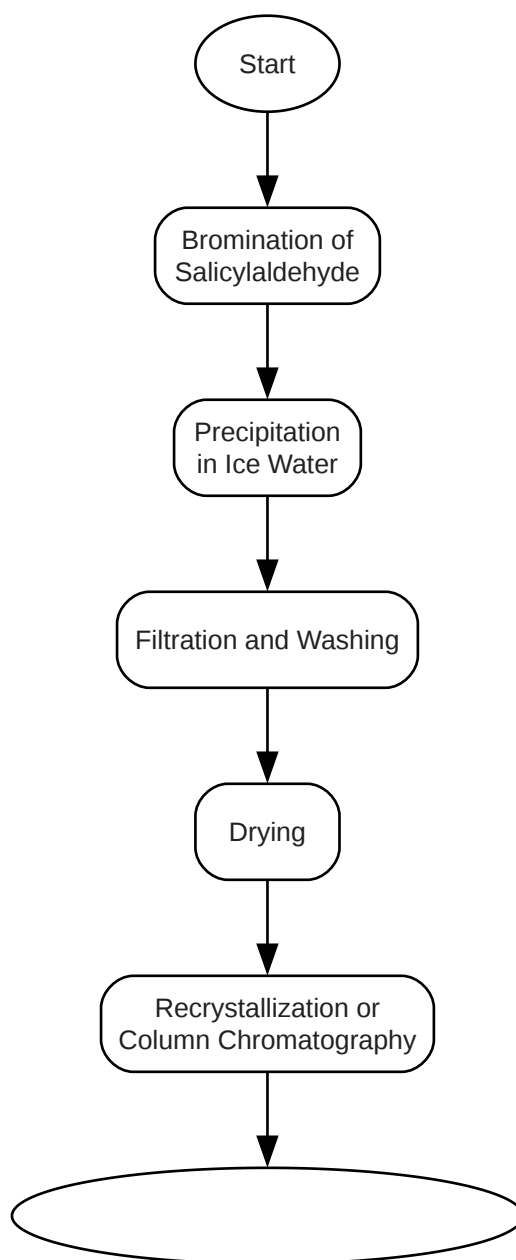 Start
Bromination of
Salicylaldehyde
Precipitation
in Ice Water
Filtration and Washing
Drying
Recrystallization or
Column Chromatography